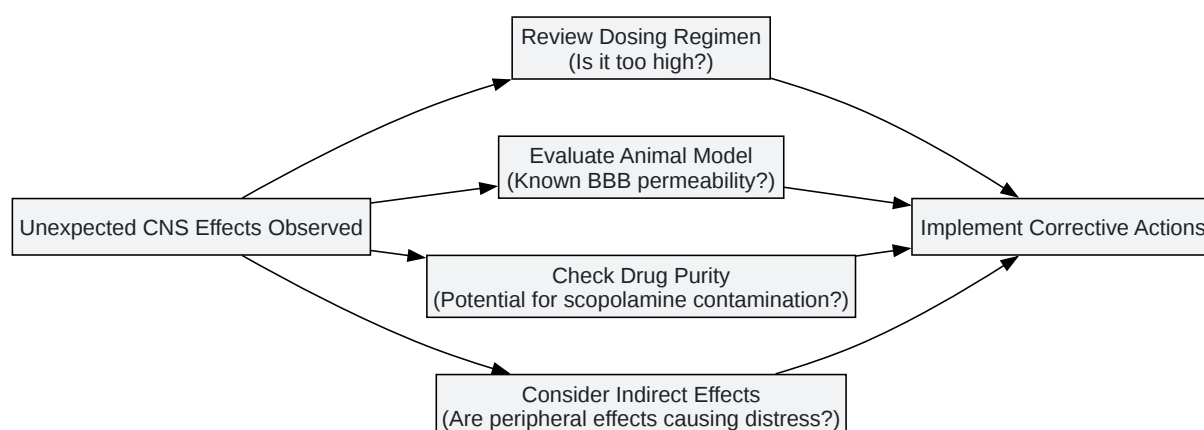 Review Dosing Regimen
(Is it too high?)
Evaluate Animal Model
(Known BBB permeability?)
Unexpected CNS Effects Observed
Implement Corrective Actions
Check Drug Purity
(Potential for scopolamine contamination?)
Consider Indirect Effects
(Are peripheral effects causing distress?)